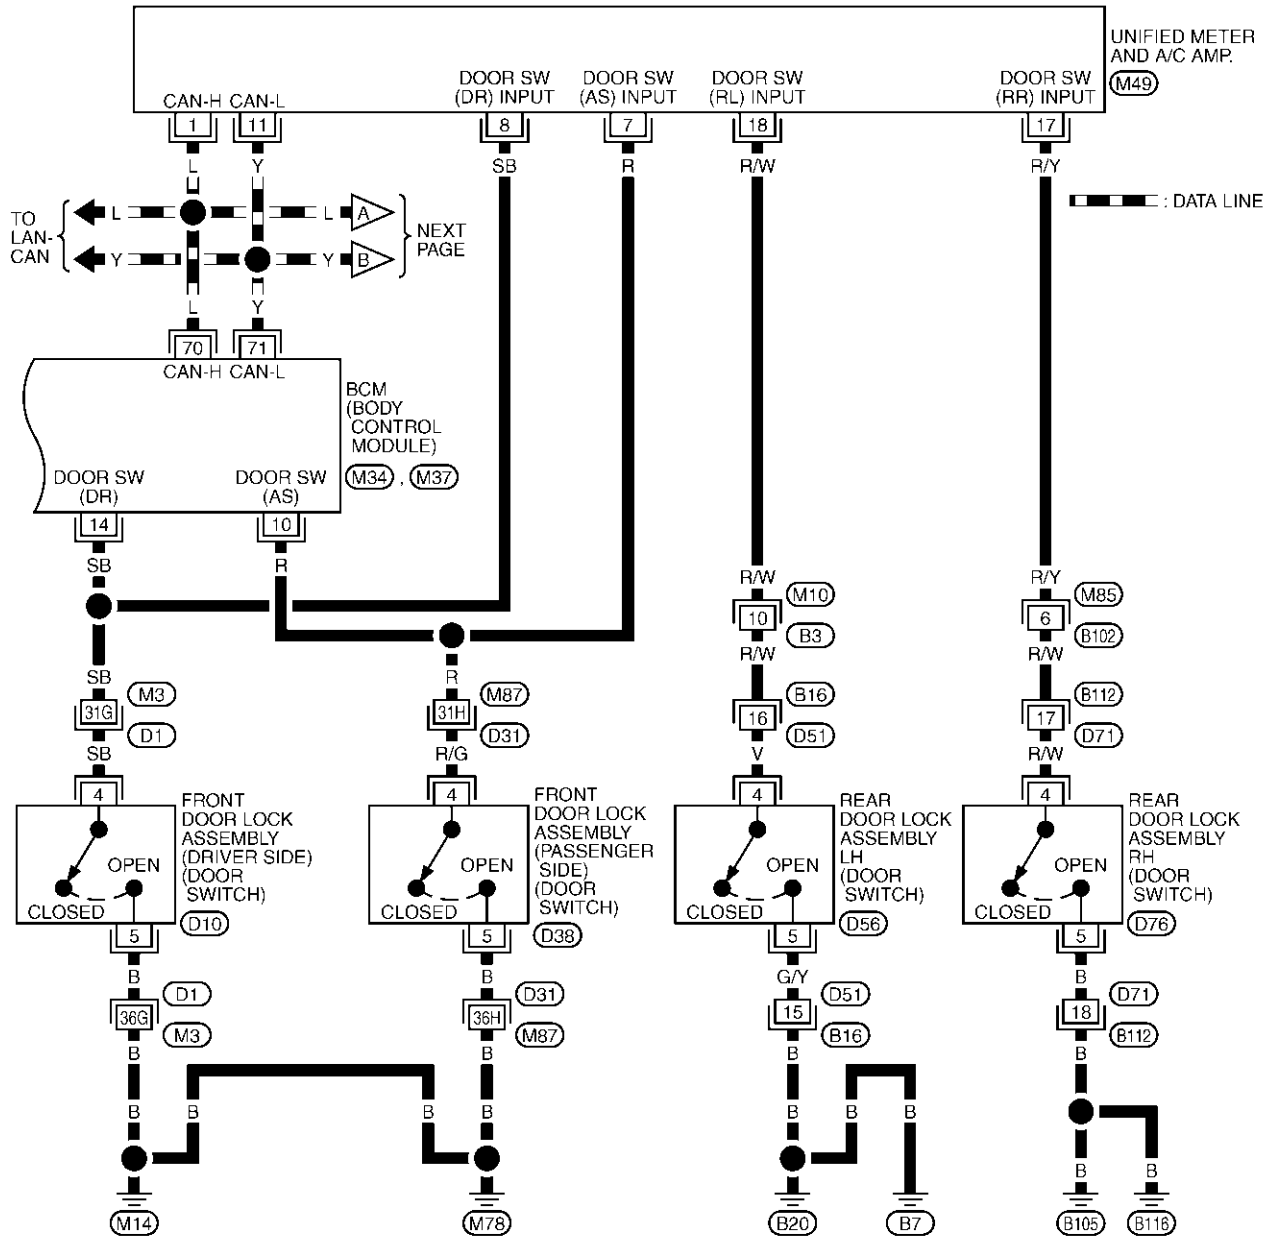 UNIFIED METER
AND A/C AMP.
M49
CAN-H CAN-L
DOOR SW
(DR) INPUT
DOOR SW
(AS) INPUT
DOOR SW
(RL) INPUT
DOOR SW
(RR) INPUT
1 11 8 7 18 17
L Y SB R R/W R/Y
: DATA LINE
TO
LAN-
CAN
L L A
Y Y B
NEXT
PAGE
L Y
70 71
CAN-H CAN-L
BCM
(BODY
CONTROL
MODULE)
M34 , M37
DOOR SW
(DR)
DOOR SW
(AS)
14 10
SB R
R/W R/Y
10 M10
B3
6 M85
B102
R/W R/Y
SB R R/W R/W
31G M3
D1
31H M87
D31
16 B16
D51
17 B112
D71
SB R/G V R/W
4 4 4 4
FRONT
DOOR LOCK
ASSEMBLY
(DRIVER SIDE)
(DOOR
SWITCH)
D10
OPEN
CLOSED
FRONT
DOOR LOCK
ASSEMBLY
(PASSENGER
SIDE)
(DOOR
SWITCH)
D38
OPEN
CLOSED
REAR
DOOR LOCK
ASSEMBLY
LH
(DOOR
SWITCH)
D56
OPEN
CLOSED
REAR
DOOR LOCK
ASSEMBLY
RH
(DOOR
SWITCH)
D76
OPEN
CLOSED
5 5 5 5
B B G/Y B
36G D1
M3
36H D31
M87
15 D51
B16
18 D71
B112
B B B B
B B B B B B B
B B
M14 M78 B20 B7 B105 B116